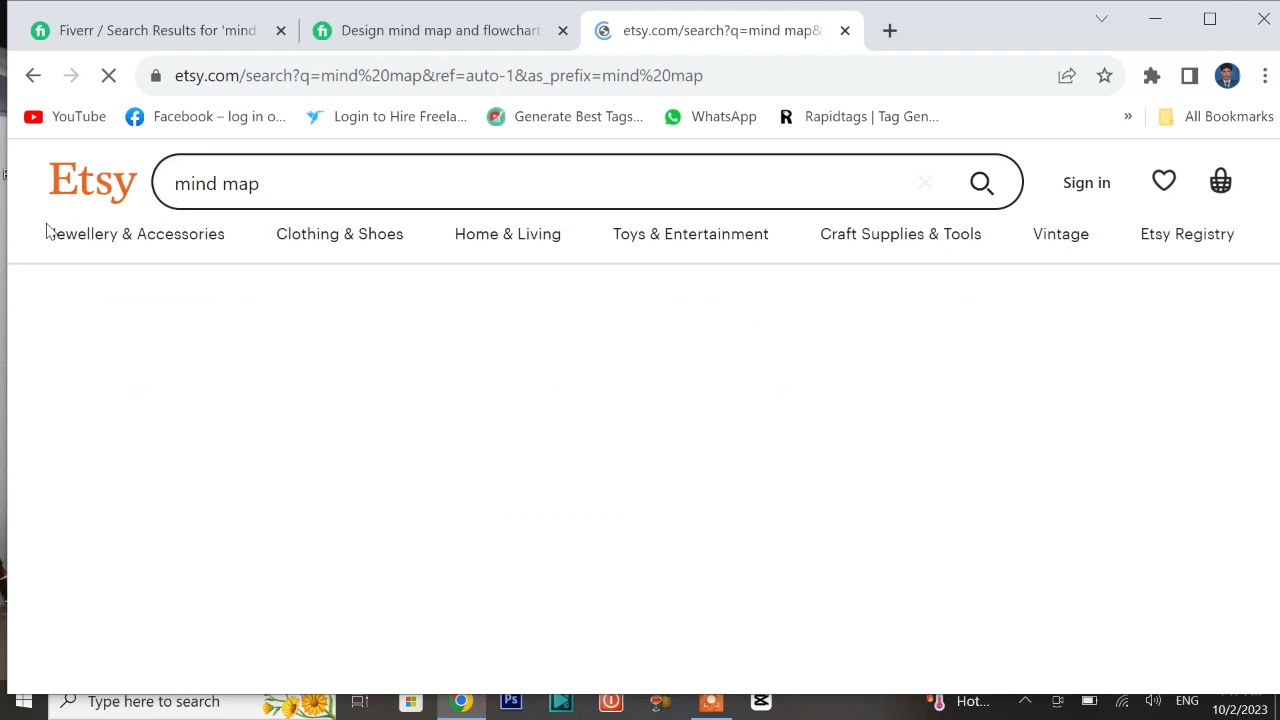 Fiverr / Search Results for 'mind
Design mind map and flowchart
etsy.com/search?q=mind map&
etsy.com/search?q=mind%20map&ref=auto-1&as_prefix=mind%20map
YouTube
Facebook – log in o...
Login to Hire Freela...
Generate Best Tags...
WhatsApp
Rapidtags | Tag Gen...
»
All Bookmarks
Etsy
mind map
Sign in
Jewellery & Accessories
Clothing & Shoes
Home & Living
Toys & Entertainment
Craft Supplies & Tools
Vintage
Etsy Registry
Type here to search
Ps
Hot...
ENG
10/2/2023